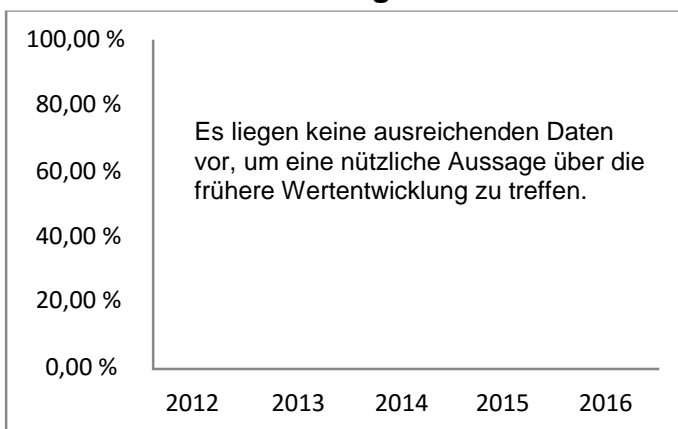 100,00 %
80,00 %
Es liegen keine ausreichenden Daten
vor, um eine nützliche Aussage über die
60,00 %
frühere Wertentwicklung zu treffen.
40,00 %
20,00 %
0,00 %
2012 2013 2014 2015 2016